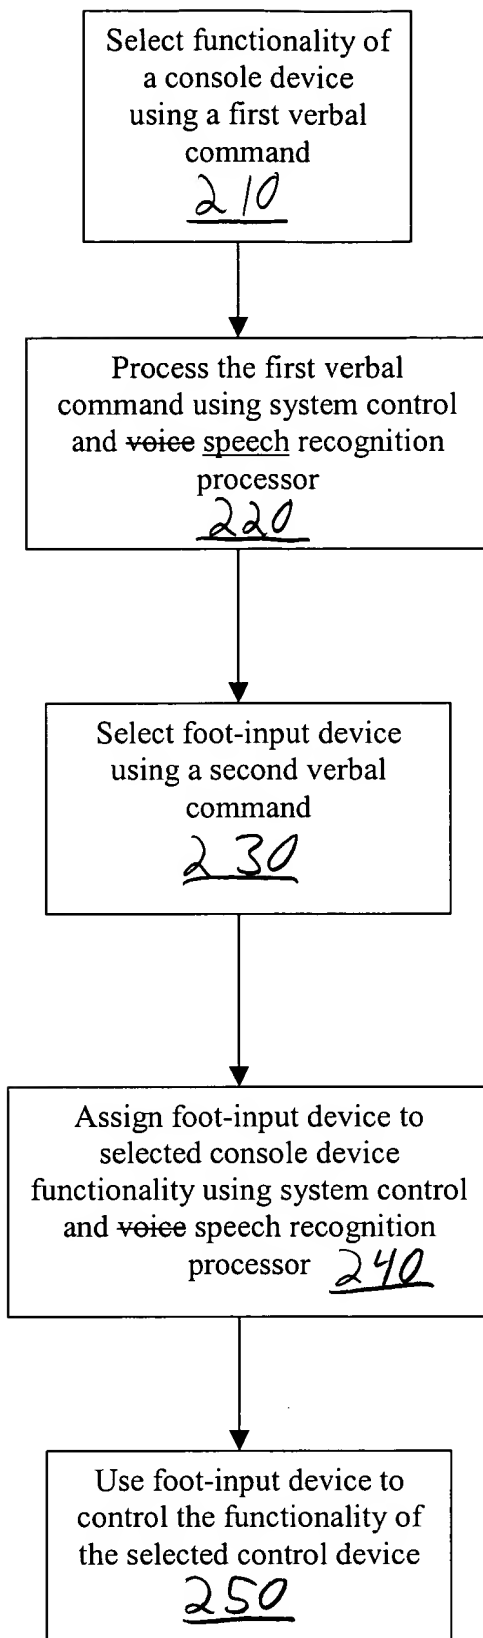 Select functionality of
a console device
using a first verbal
command
210
Process the first verbal
command using system control
and voice speech recognition
processor
220
Select foot-input device
using a second verbal
command
230
Assign foot-input device to
selected console device
functionality using system control
and voice speech recognition
processor 240
Use foot-input device to
control the functionality of
the selected control device
250